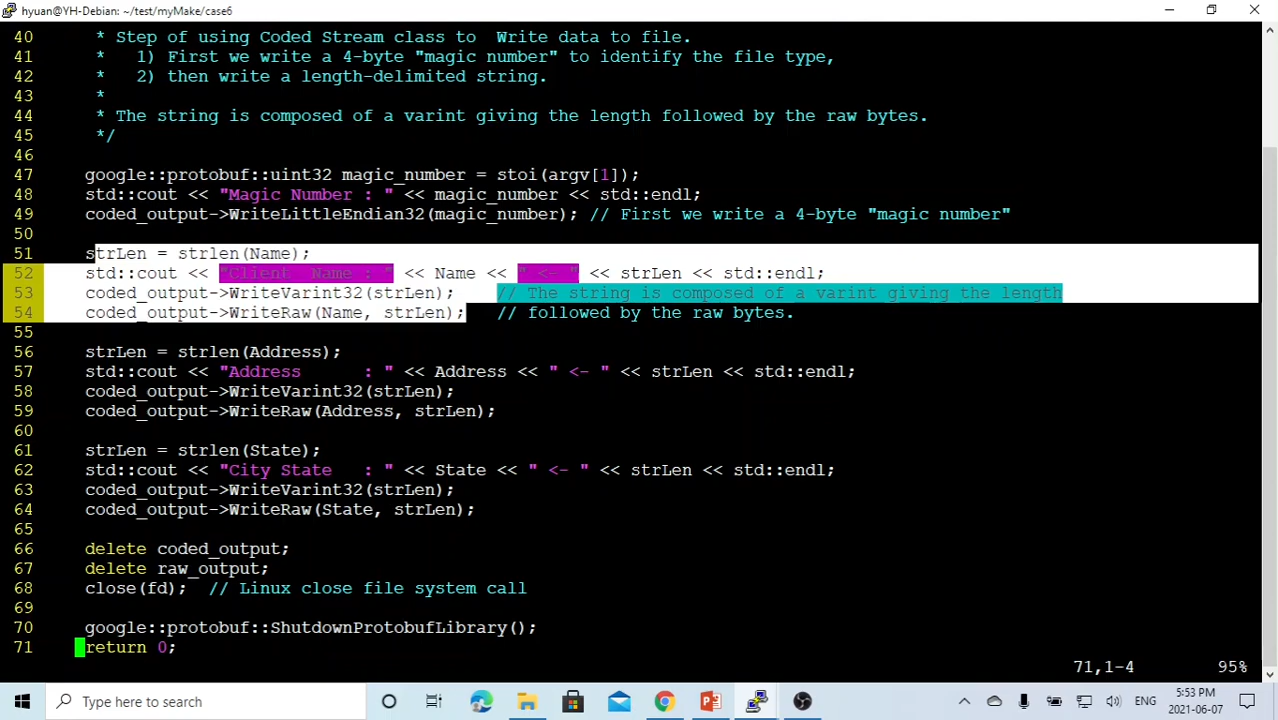 hyuan@YH-Debian: ~/test/myMake/case6
40 * Step of using Coded Stream class to  Write data to file.
41 *   1) First we write a 4-byte "magic number" to identify the file type,
42 *   2) then write a length-delimited string.
43 *
44 * The string is composed of a varint giving the length followed by the raw bytes.
45 */
46
47 google::protobuf::uint32 magic_number = stoi(argv[1]);
48 std::cout << "Magic Number : " << magic_number << std::endl;
49 coded_output->WriteLittleEndian32(magic_number); // First we write a 4-byte "magic number"
50
51 strLen = strlen(Name);
52 std::cout << "Client  Name : " << Name << " <- " << strLen << std::endl;
53 coded_output->WriteVarint32(strLen);    // The string is composed of a varint giving the length
54 coded_output->WriteRaw(Name, strLen);   // followed by the raw bytes.
55
56 strLen = strlen(Address);
57 std::cout << "Address      : " << Address << " <- " << strLen << std::endl;
58 coded_output->WriteVarint32(strLen);
59 coded_output->WriteRaw(Address, strLen);
60
61 strLen = strlen(State);
62 std::cout << "City State   : " << State << " <- " << strLen << std::endl;
63 coded_output->WriteVarint32(strLen);
64 coded_output->WriteRaw(State, strLen);
65
66 delete coded_output;
67 delete raw_output;
68 close(fd);  // Linux close file system call
69
70 google::protobuf::ShutdownProtobufLibrary();
71 return 0;
71,1-4 95%
Type here to search
ENG
5:53 PM
2021-06-07